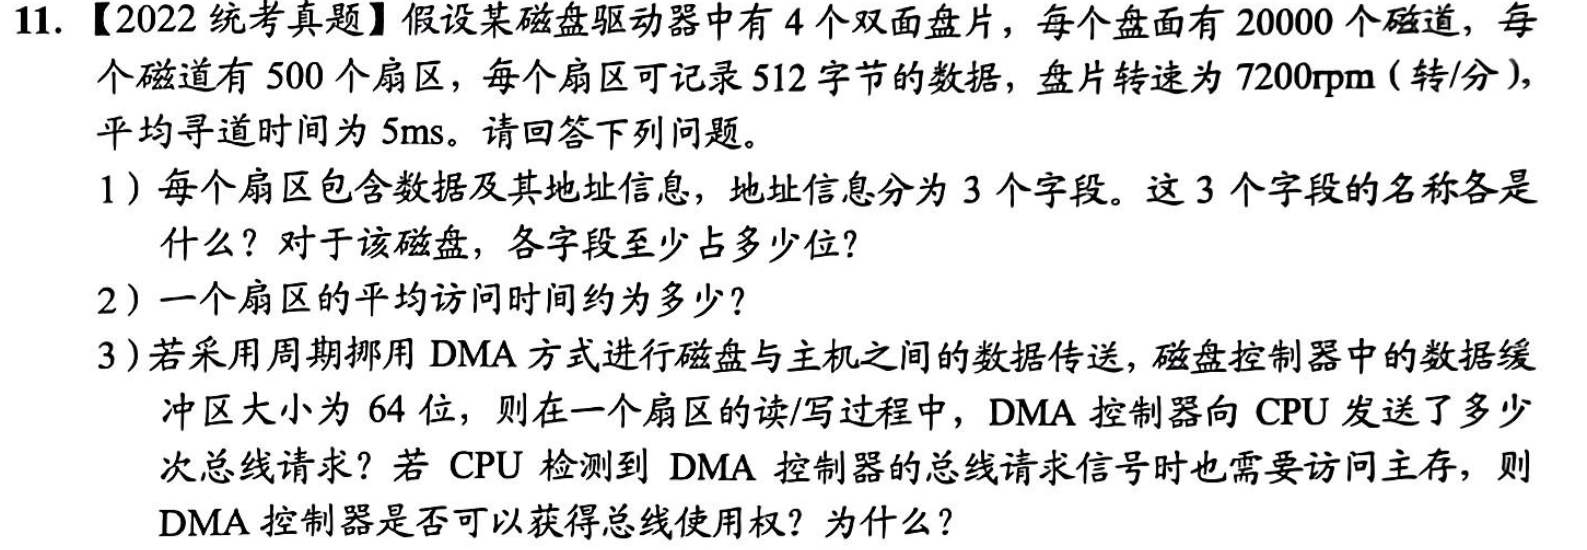 11. 【2022 统考真题】假设某磁盘驱动器中有 4 个双面盘片，每个盘面有 20000 个磁道，每
个磁道有 500 个扇区，每个扇区可记录 512 字节的数据，盘片转速为 7200rpm（转/分），
平均寻道时间为 5ms。请回答下列问题。
1）每个扇区包含数据及其地址信息，地址信息分为 3 个字段。这 3 个字段的名称各是
什么？对于该磁盘，各字段至少占多少位？
2）一个扇区的平均访问时间约为多少？
3）若采用周期挪用 DMA 方式进行磁盘与主机之间的数据传送，磁盘控制器中的数据缓
冲区大小为 64 位，则在一个扇区的读/写过程中，DMA 控制器向 CPU 发送了多少
次总线请求？若 CPU 检测到 DMA 控制器的总线请求信号时也需要访问主存，则
DMA 控制器是否可以获得总线使用权？为什么？